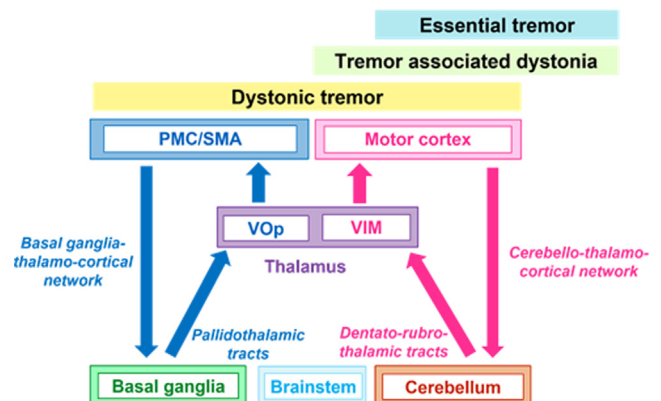 Essential tremor
Tremor associated dystonia
Dystonic tremor
PMC/SMA
Motor cortex
VOp
VIM
Thalamus
Basal ganglia-
thalamo-cortical
network
Cerebello-thalamo-
cortical network
Pallidothalamic
tracts
Dentato-rubro-
thalamic tracts
Basal ganglia
Brainstem
Cerebellum